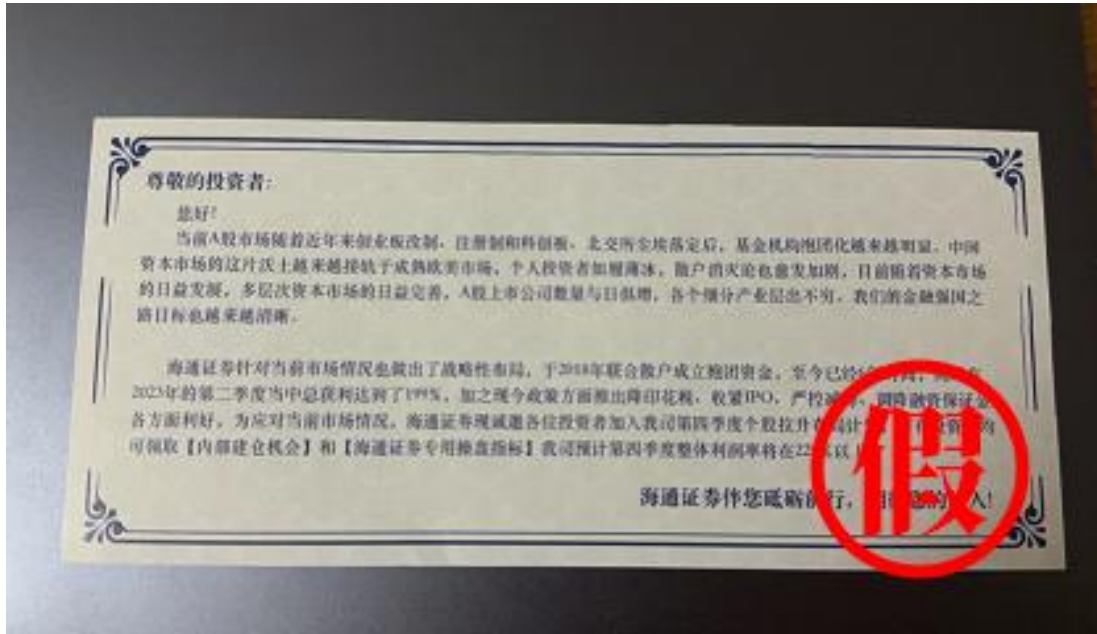 尊敬的投资者:
您好!
当前A股市场随着近年来创业板改制、注册制和科创板、北交所尘埃落定后，基金机构抱团化越来越明显。中国
资本市场的这片沃土越来越接轨于成熟欧美市场，个人投资者如履薄冰，散户消灭论也愈发加剧，目前随着资本市场
的日益发展，多层次资本市场的日益完善，A股上市公司数量与日俱增，各个细分产业层出不穷，我们的金融强国之
路目标也越来越清晰。
海通证券针对当前市场情况也做出了战略性布局，于2018年联合散户成立抱团资金，至今已经
2023年的第二季度当中总获利达到了199%，加之现今政策方面推出降印花税，收紧IPO，严控减 调降融资保证金
各方面利好，为应对当前市场情况，海通证券现诚邀各位投资者加入我司第四季度个股拉升
可领取【内部建仓机会】和【海通证券专用操盘指标】我司预计第四季度整体利润率将在22
海通证券伴您砥砺前行，
假